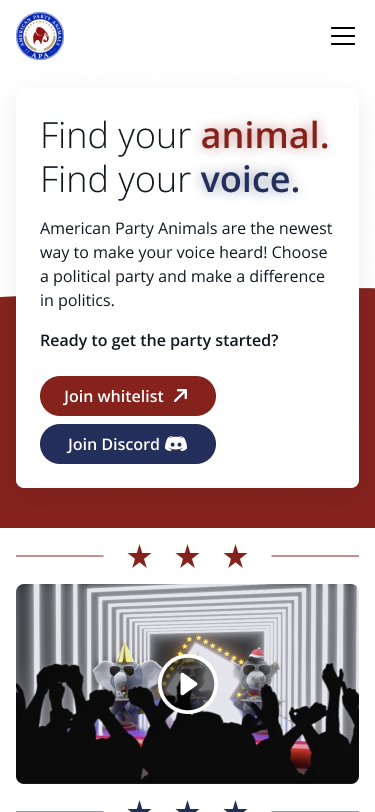 AMERICAN PARTY ANIMALS
APA
Find your animal.
Find your voice.
American Party Animals are the newest
way to make your voice heard! Choose
a political party and make a difference
in politics.
Ready to get the party started?
Join whitelist
Join Discord